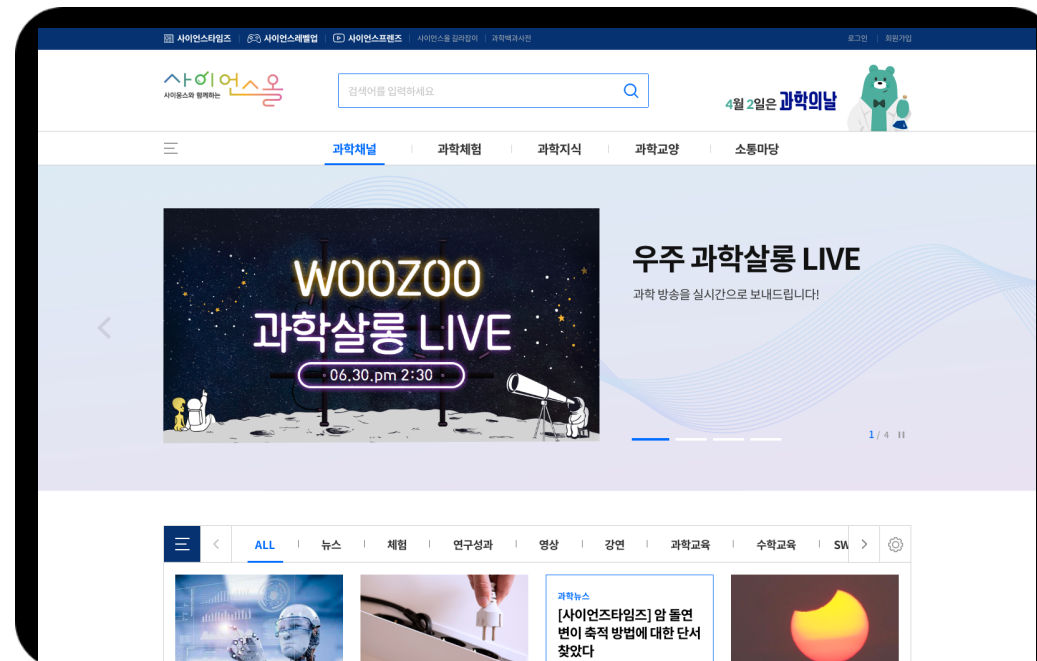 사이언스타임즈 사이언스레벨업 사이언스프렌즈 사이언스올 길라잡이 과학백과사전 로그인 회원가입
사이언스올
사이몽스와 함께하는
검색어를 입력하세요
4월 2일은 과학의날
과학채널 과학체험 과학지식 과학교양 소통마당
WOOZOO
과학살롱 LIVE
06.30.pm 2:30
우주 과학살롱 LIVE
과학 방송을 실시간으로 보내드립니다!
1 / 4
ALL 뉴스 체험 연구성과 영상 강연 과학교육 수학교육 SW
과학뉴스
[사이언즈타임즈] 암 돌연
변이 축적 방법에 대한 단서
찾았다